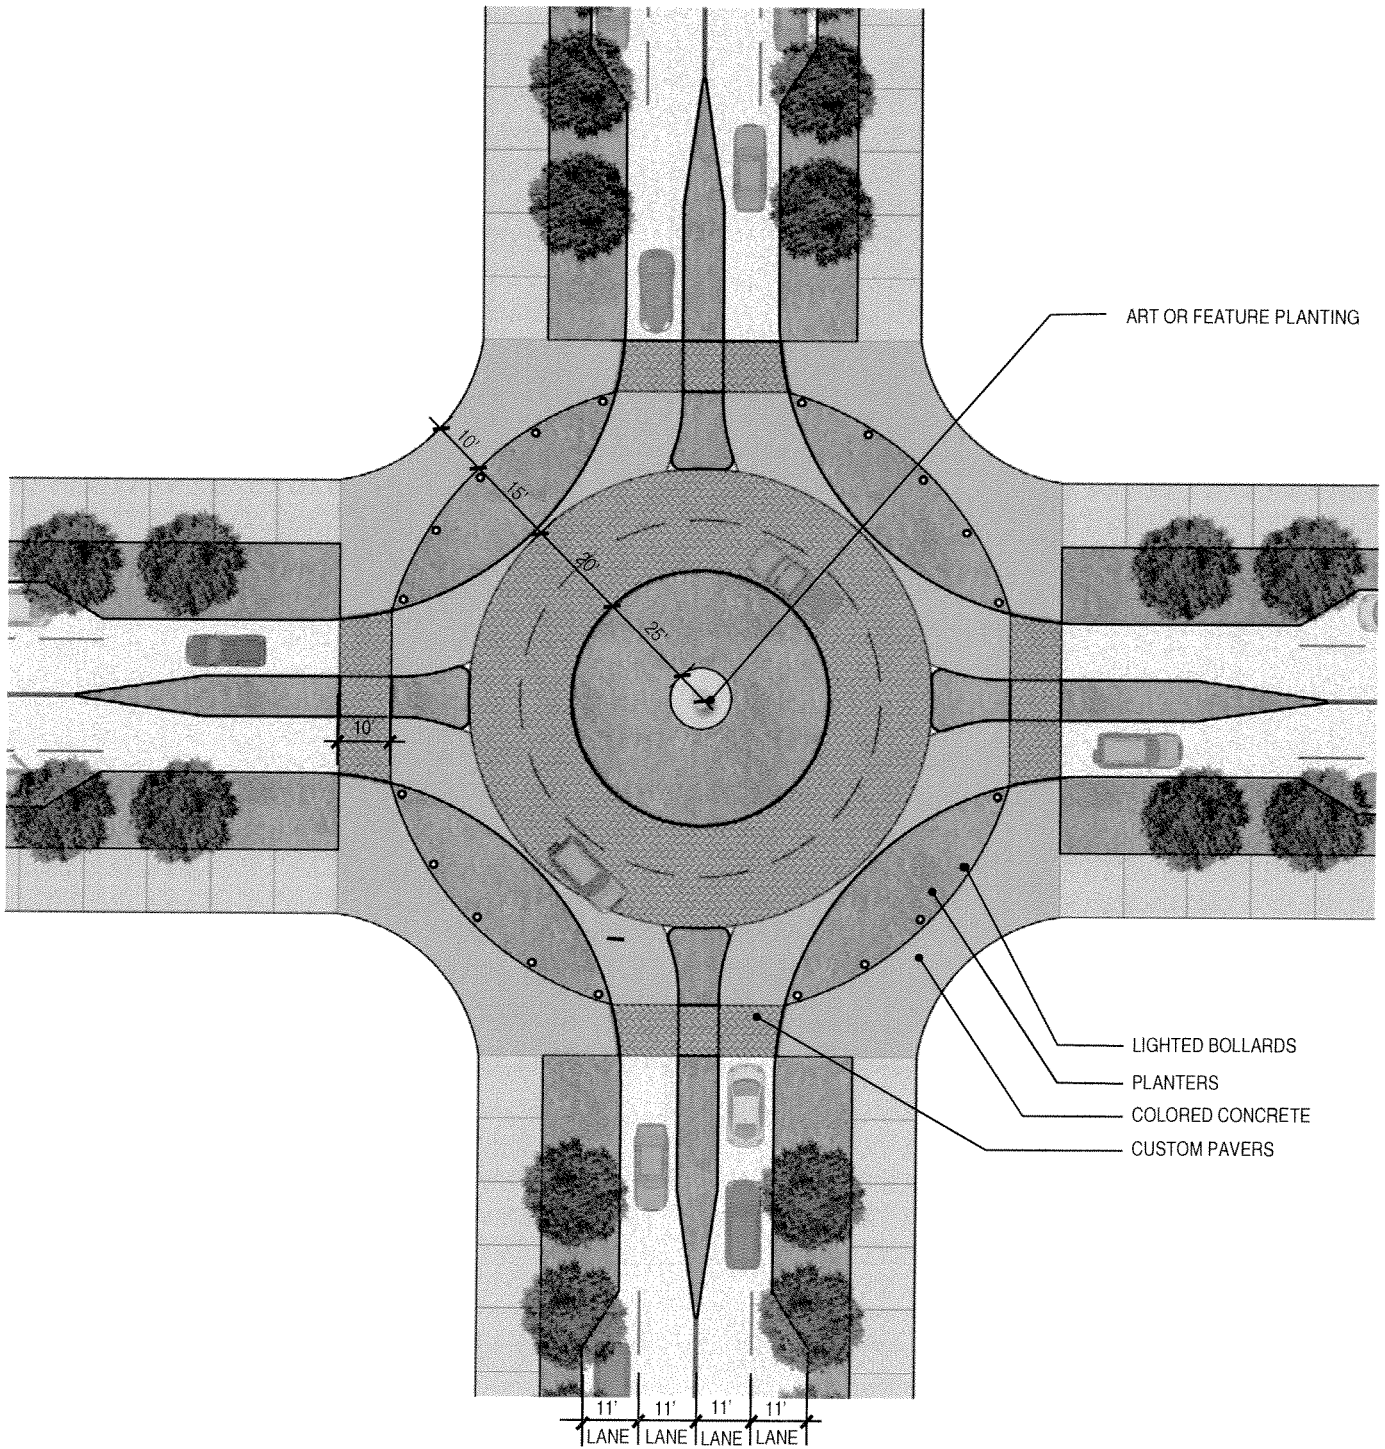 ART OR FEATURE PLANTING
10'
15'
20'
25'
10'
LIGHTED BOLLARDS
PLANTERS
COLORED CONCRETE
CUSTOM PAVERS
11' 11' 11' 11'
LANE LANE LANE LANE